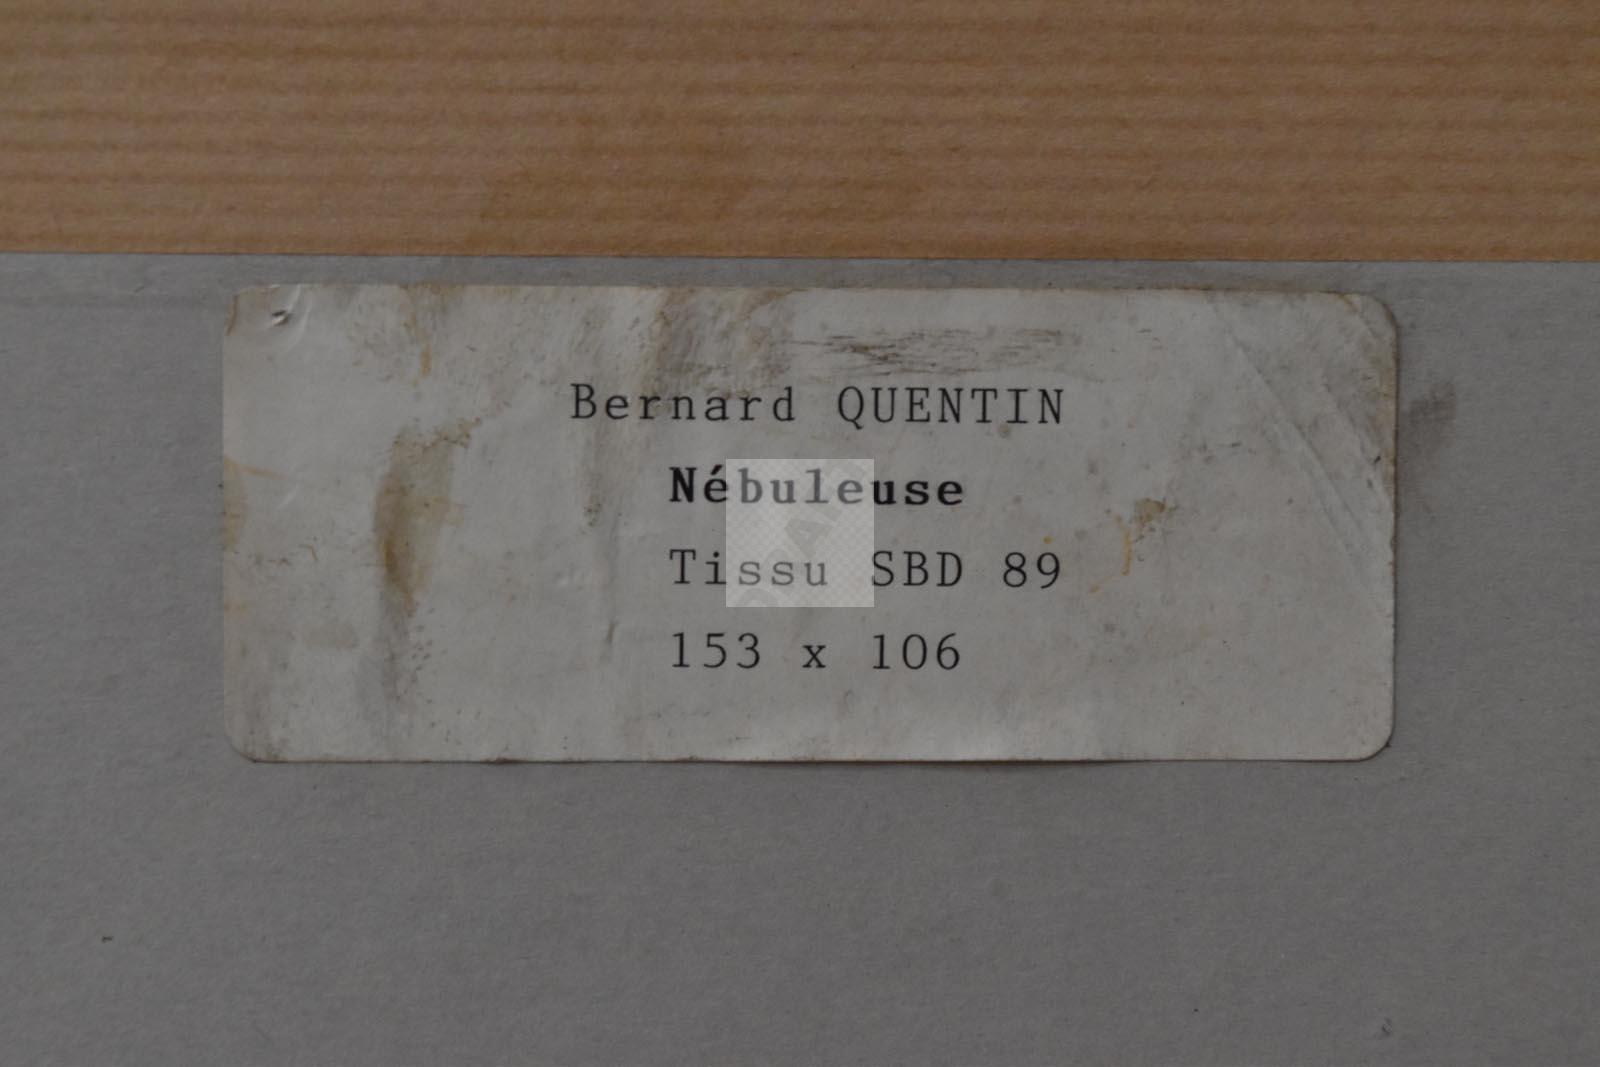 Bernard QUENTIN
Nébuleuse
Tissu SBD 89
153 x 106